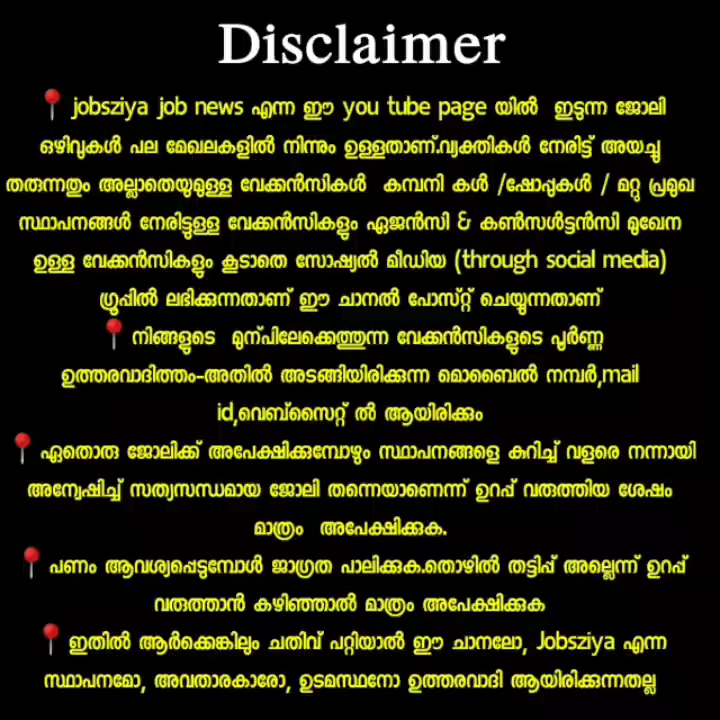 Disclaimer
📍 jobsziya job news എന്ന ഈ you tube page യിൽ ഇടുന്ന ജോലി
ഒഴിവുകൾ പല മേഖലകളിൽ നിന്നും ഉള്ളതാണ്.വ്യക്തികൾ നേരിട്ട് അയച്ചു
തരുന്നതും അല്ലാതെയുമുള്ള വേക്കൻസികൾ കമ്പനി കൾ /ഷോപ്പുകൾ / മറ്റു പ്രമുഖ
സ്ഥാപനങ്ങൾ നേരിട്ടുള്ള വേക്കൻസികളും ഏജൻസി & കൺസൾട്ടൻസി മുഖേന
ഉള്ള വേക്കൻസികളും കൂടാതെ സോഷ്യൽ മീഡിയ (through social media)
ഗ്രൂപ്പിൽ ലഭിക്കുന്നതാണ് ഈ ചാനൽ പോസ്റ്റ് ചെയ്യുന്നതാണ്
📍 നിങ്ങളുടെ മുന്പിലേക്കെത്തുന്ന വേക്കൻസികളുടെ പൂർണ്ണ
ഉത്തരവാദിത്തം-അതിൽ അടങ്ങിയിരിക്കുന്ന മൊബൈൽ നമ്പർ,mail
id,വെബ്സൈറ്റ് ൽ ആയിരിക്കും
📍 ഏതൊരു ജോലിക്ക് അപേക്ഷിക്കുമ്പോഴും സ്ഥാപനങ്ങളെ കുറിച്ച് വളരെ നന്നായി
അന്വേഷിച്ച് സത്യസന്ധമായ ജോലി തന്നെയാണെന്ന് ഉറപ്പ് വരുത്തിയ ശേഷം
മാത്രം അപേക്ഷിക്കുക.
📍 പണം ആവശ്യപ്പെടുമ്പോൾ ജാഗ്രത പാലിക്കുക.തൊഴിൽ തട്ടിപ്പ് അല്ലെന്ന് ഉറപ്പ്
വരുത്താൻ കഴിഞ്ഞാൽ മാത്രം അപേക്ഷിക്കുക
📍 ഇതിൽ ആർക്കെങ്കിലും ചതിവ് പറ്റിയാൽ ഈ ചാനലോ, Jobsziya എന്ന
സ്ഥാപനമോ, അവതാരകാരോ, ഉടമസ്ഥനോ ഉത്തരവാദി ആയിരിക്കുന്നതല്ല